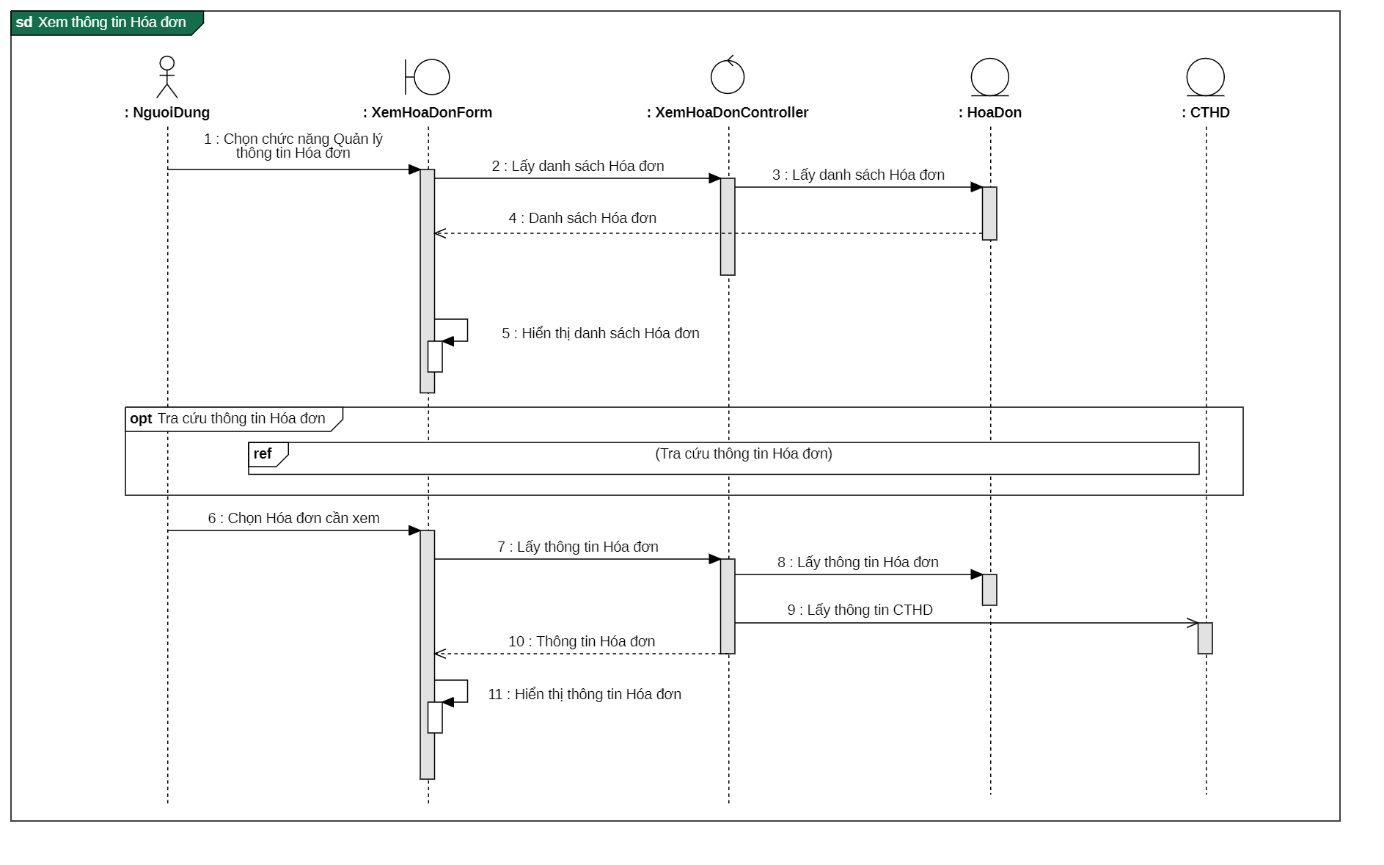 sd Xem thông tin Hóa đơn
: NguoiDung
: XemHoaDonForm
: XemHoaDonController
: HoaDon
: CTHD
1 : Chọn chức năng Quản lý
thông tin Hóa đơn
2 : Lấy danh sách Hóa đơn
3 : Lấy danh sách Hóa đơn
4 : Danh sách Hóa đơn
5 : Hiển thị danh sách Hóa đơn
opt Tra cứu thông tin Hóa đơn
ref
(Tra cứu thông tin Hóa đơn)
6 : Chọn Hóa đơn cần xem
7 : Lấy thông tin Hóa đơn
8 : Lấy thông tin Hóa đơn
9 : Lấy thông tin CTHD
10 : Thông tin Hóa đơn
11 : Hiển thị thông tin Hóa đơn